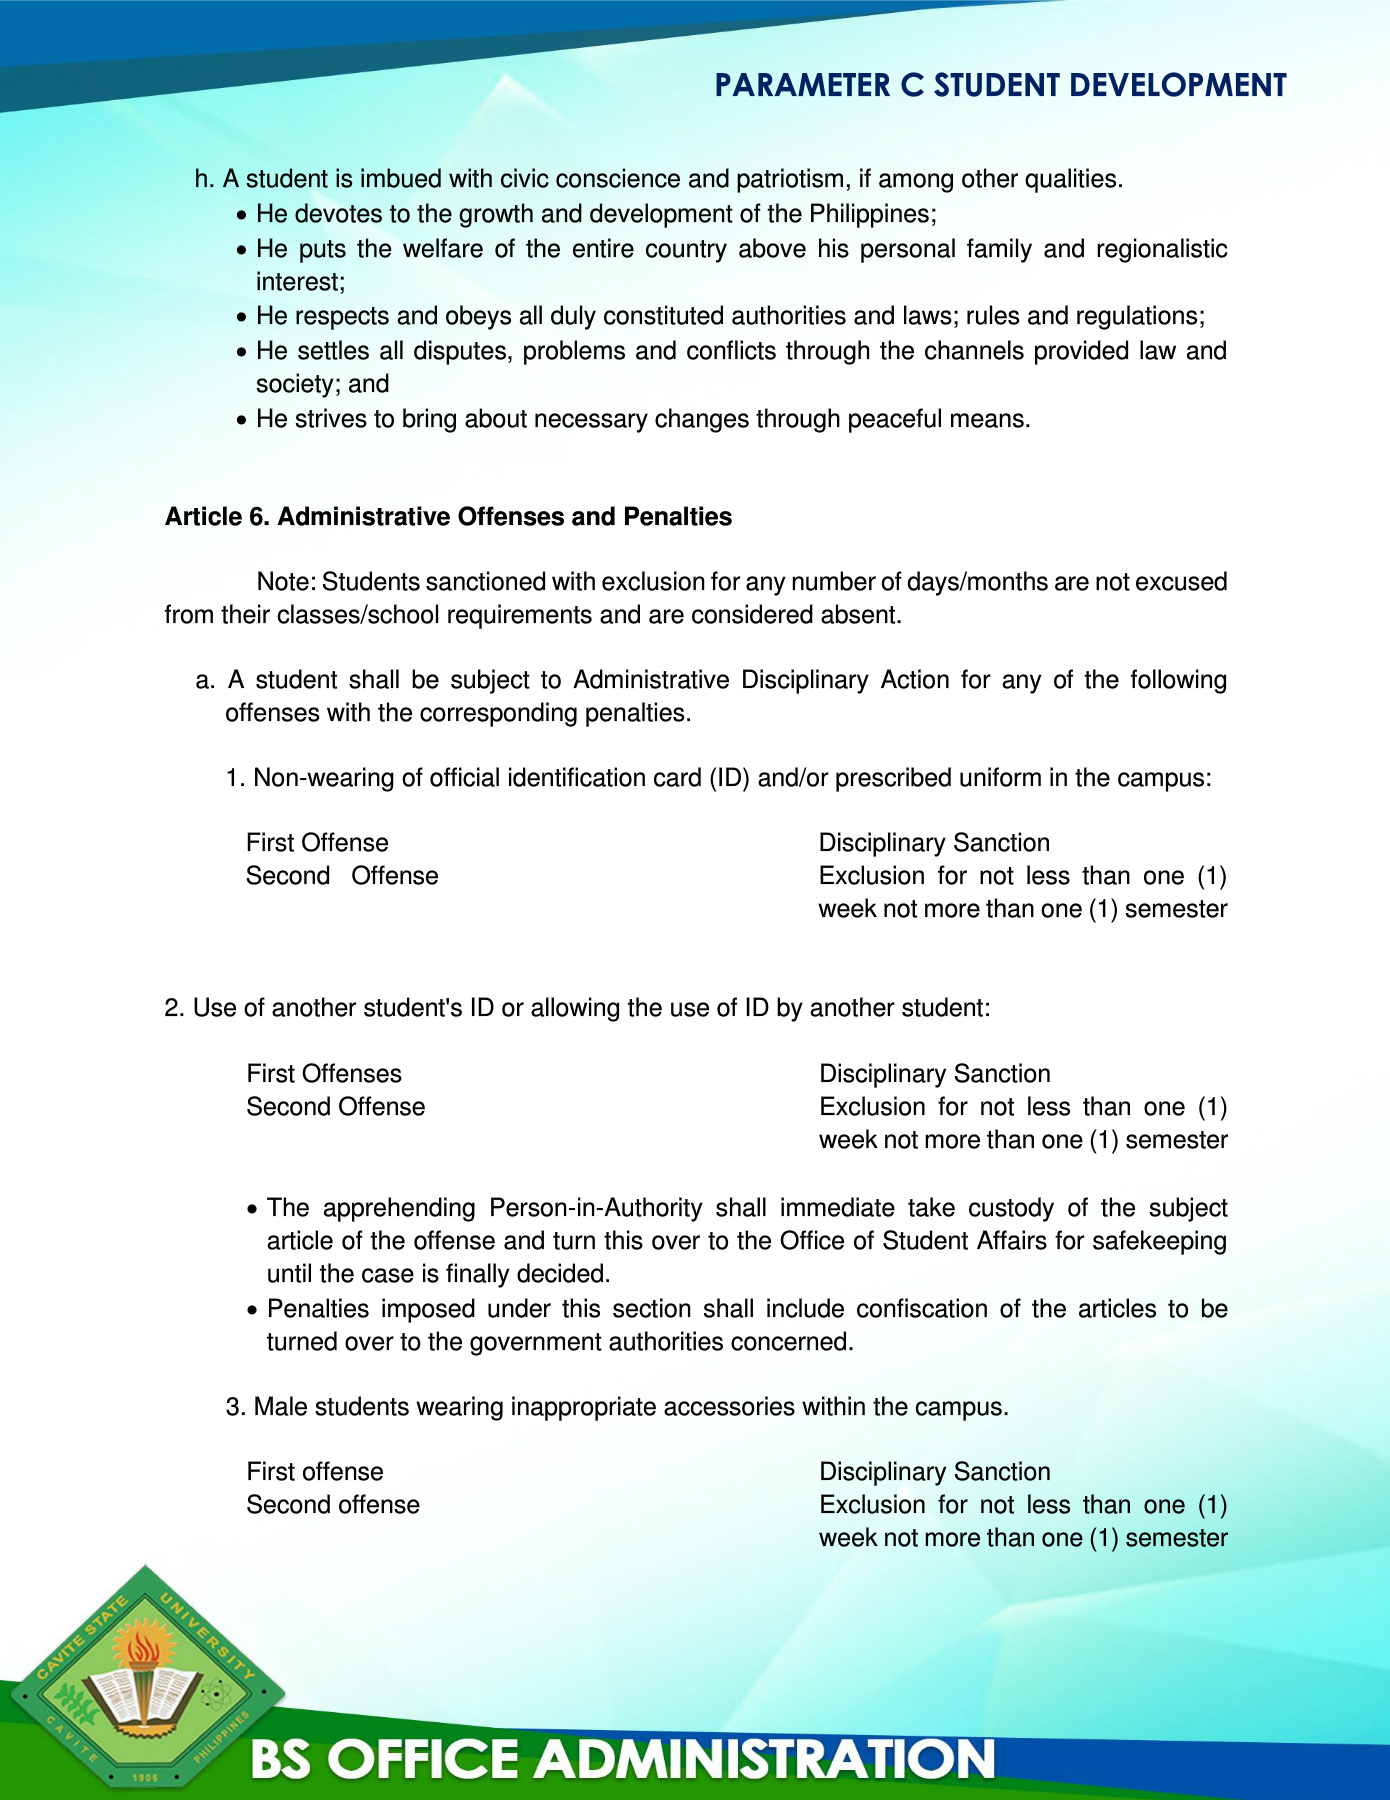 PARAMETER C STUDENT DEVELOPMENT
h. A student is imbued with civic conscience and patriotism, if among other qualities.
• He devotes to the growth and development of the Philippines;
• He puts the welfare of the entire country above his personal family and regionalistic
interest;
• He respects and obeys all duly constituted authorities and laws; rules and regulations;
• He settles all disputes, problems and conflicts through the channels provided law and
society; and
• He strives to bring about necessary changes through peaceful means.
Article 6. Administrative Offenses and Penalties
Note: Students sanctioned with exclusion for any number of days/months are not excused
from their classes/school requirements and are considered absent.
a. A student shall be subject to Administrative Disciplinary Action for any of the following
offenses with the corresponding penalties.
1. Non-wearing of official identification card (ID) and/or prescribed uniform in the campus:
First Offense Disciplinary Sanction
Second Offense Exclusion for not less than one (1)
week not more than one (1) semester
2. Use of another student's ID or allowing the use of ID by another student:
First Offenses Disciplinary Sanction
Second Offense Exclusion for not less than one (1)
week not more than one (1) semester
• The apprehending Person-in-Authority shall immediate take custody of the subject
article of the offense and turn this over to the Office of Student Affairs for safekeeping
until the case is finally decided.
• Penalties imposed under this section shall include confiscation of the articles to be
turned over to the government authorities concerned.
3. Male students wearing inappropriate accessories within the campus.
First offense Disciplinary Sanction
Second offense Exclusion for not less than one (1)
week not more than one (1) semester
CAVITE STATE UNIVERSITY
CAVITE PHILIPPINES
1906
BS OFFICE ADMINISTRATION